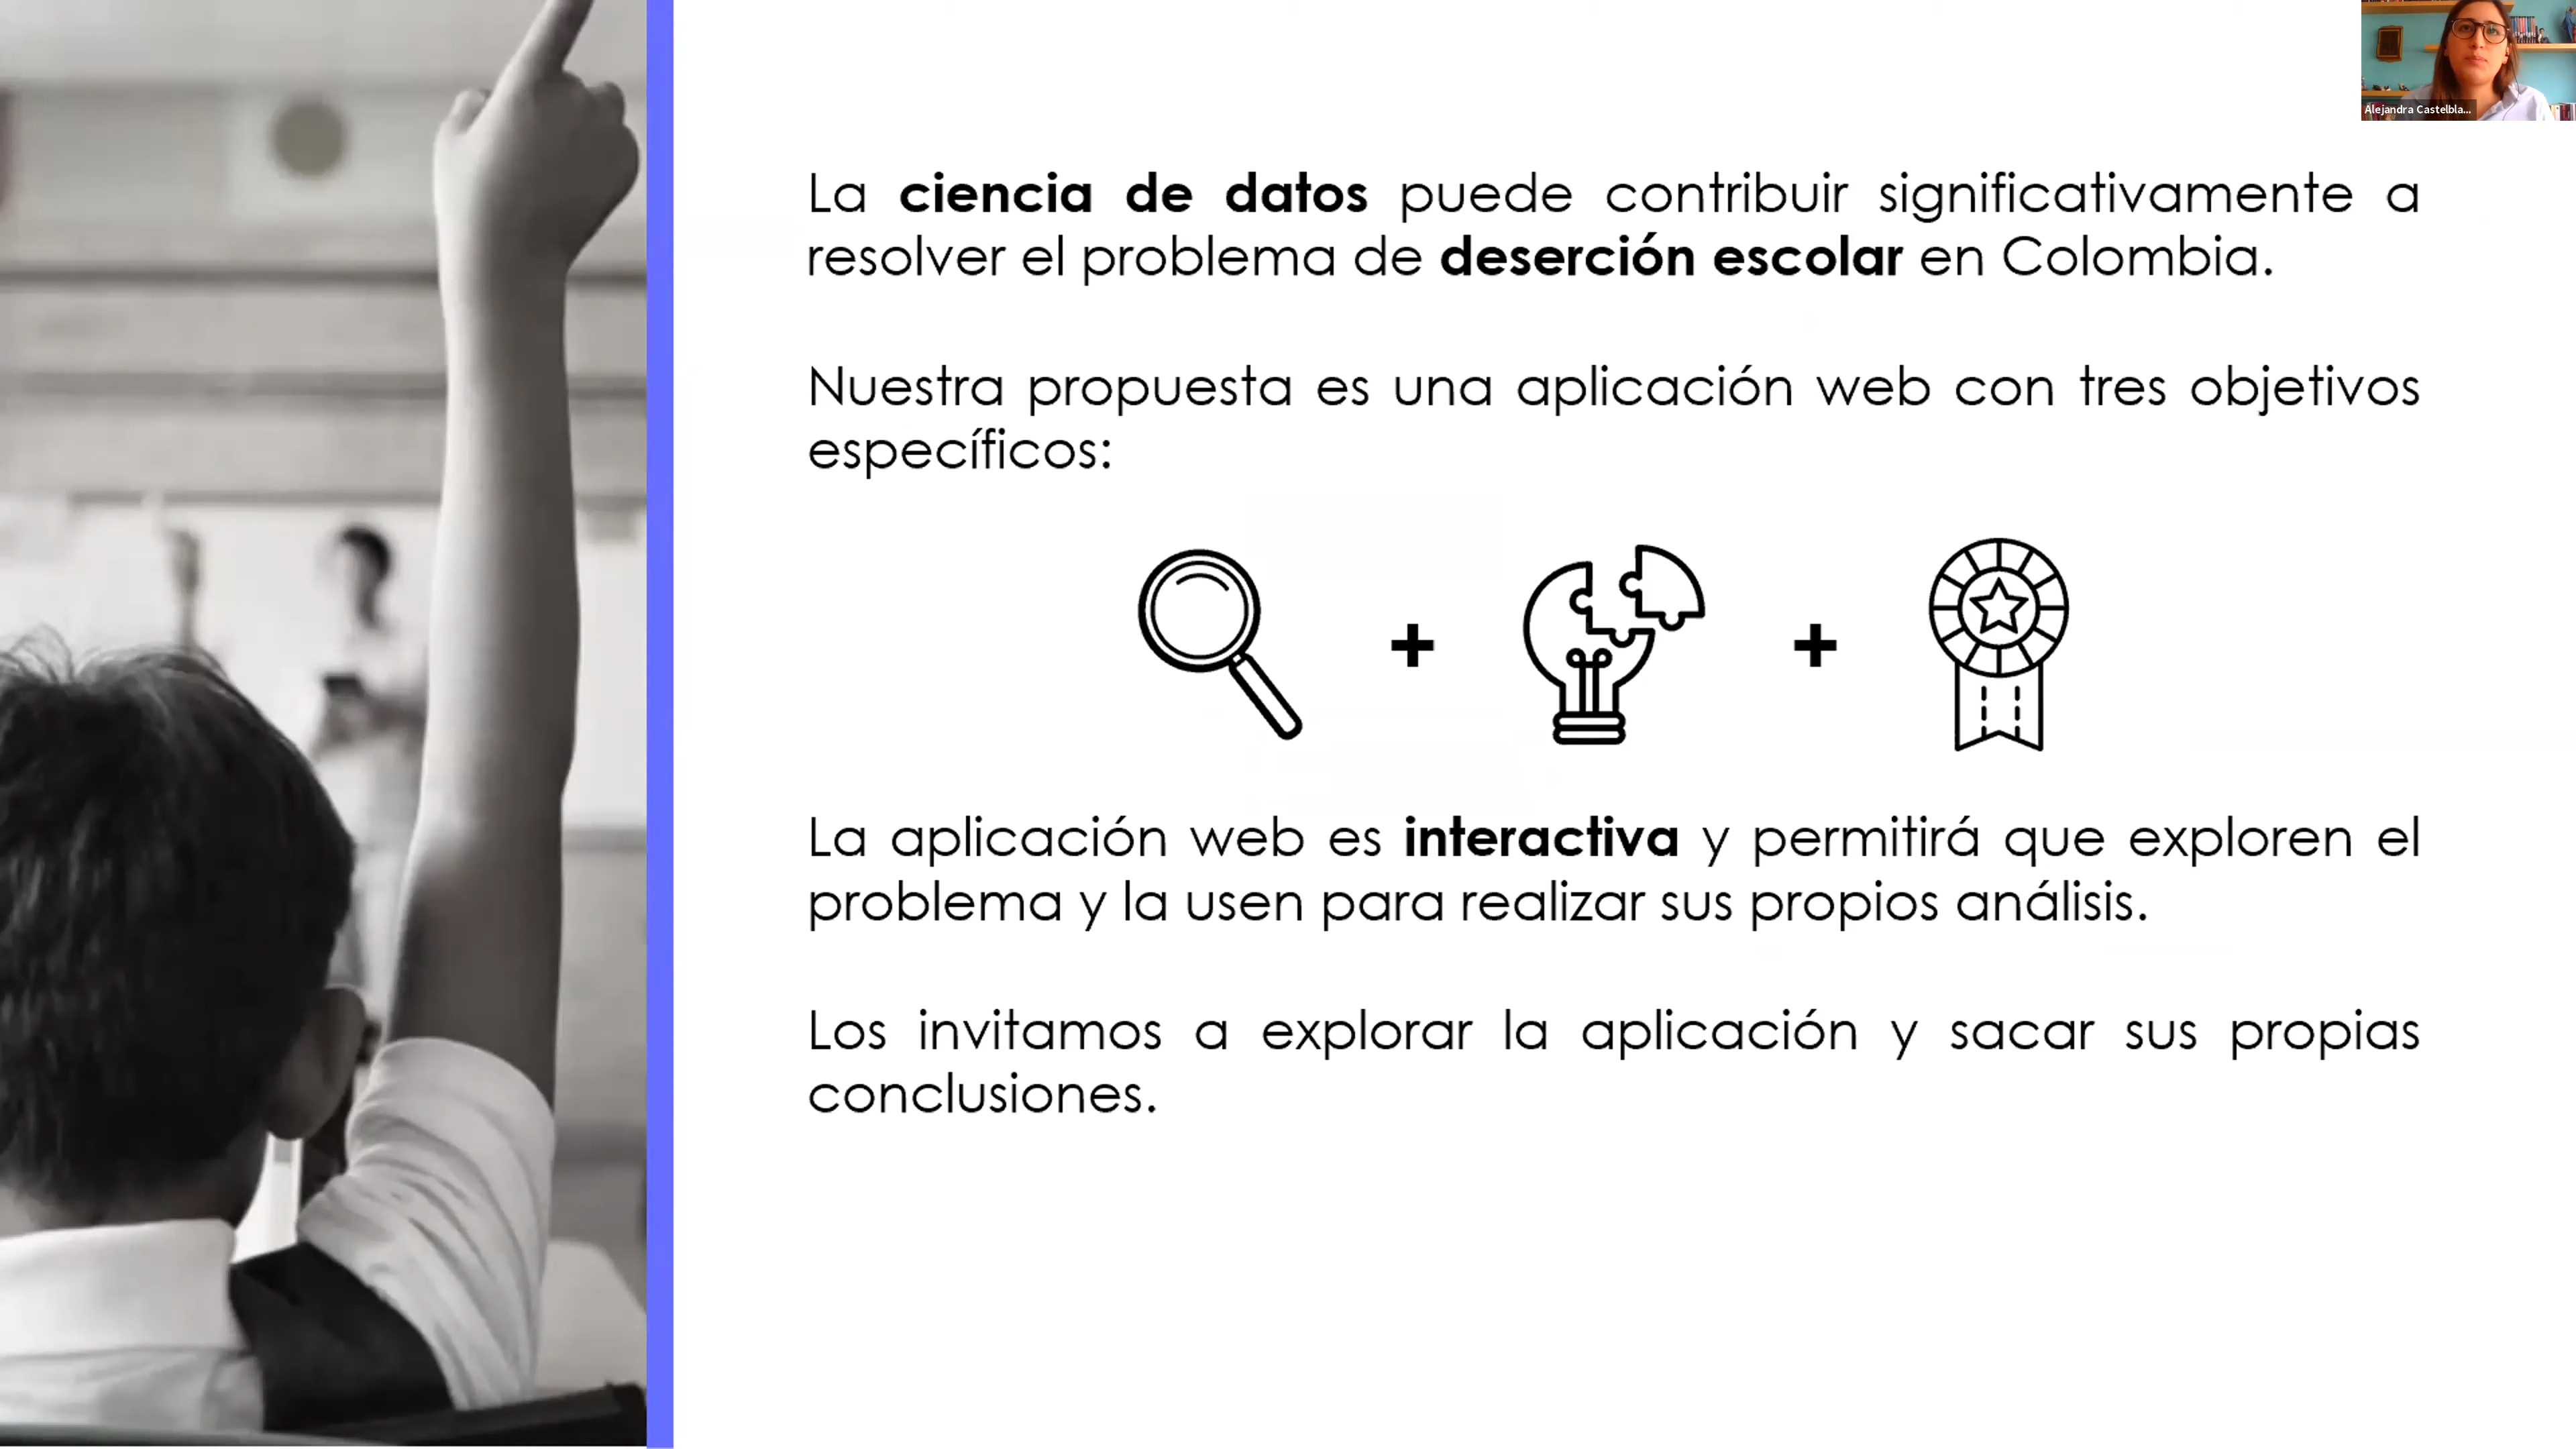 Alejandra Castelbla...
La ciencia de datos puede contribuir significativamente a
resolver el problema de deserción escolar en Colombia.
Nuestra propuesta es una aplicación web con tres objetivos
específicos:
+ +
La aplicación web es interactiva y permitirá que exploren el
problema y la usen para realizar sus propios análisis.
Los invitamos a explorar la aplicación y sacar sus propias
conclusiones.